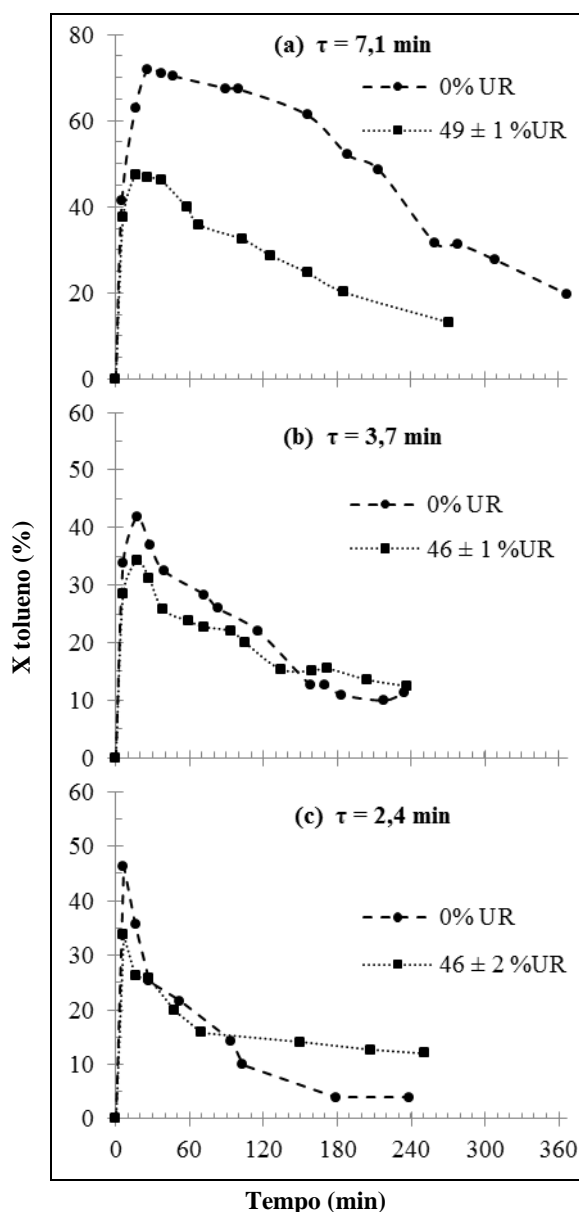 (a) τ = 7,1 min
0% UR
49 ± 1 %UR
80
60
40
20
0
(b) τ = 3,7 min
0% UR
46 ± 1 %UR
60
50
40
30
20
10
0
X tolueno (%)
(c) τ = 2,4 min
0% UR
46 ± 2 %UR
60
50
40
30
20
10
0
0 60 120 180 240 300 360
Tempo (min)